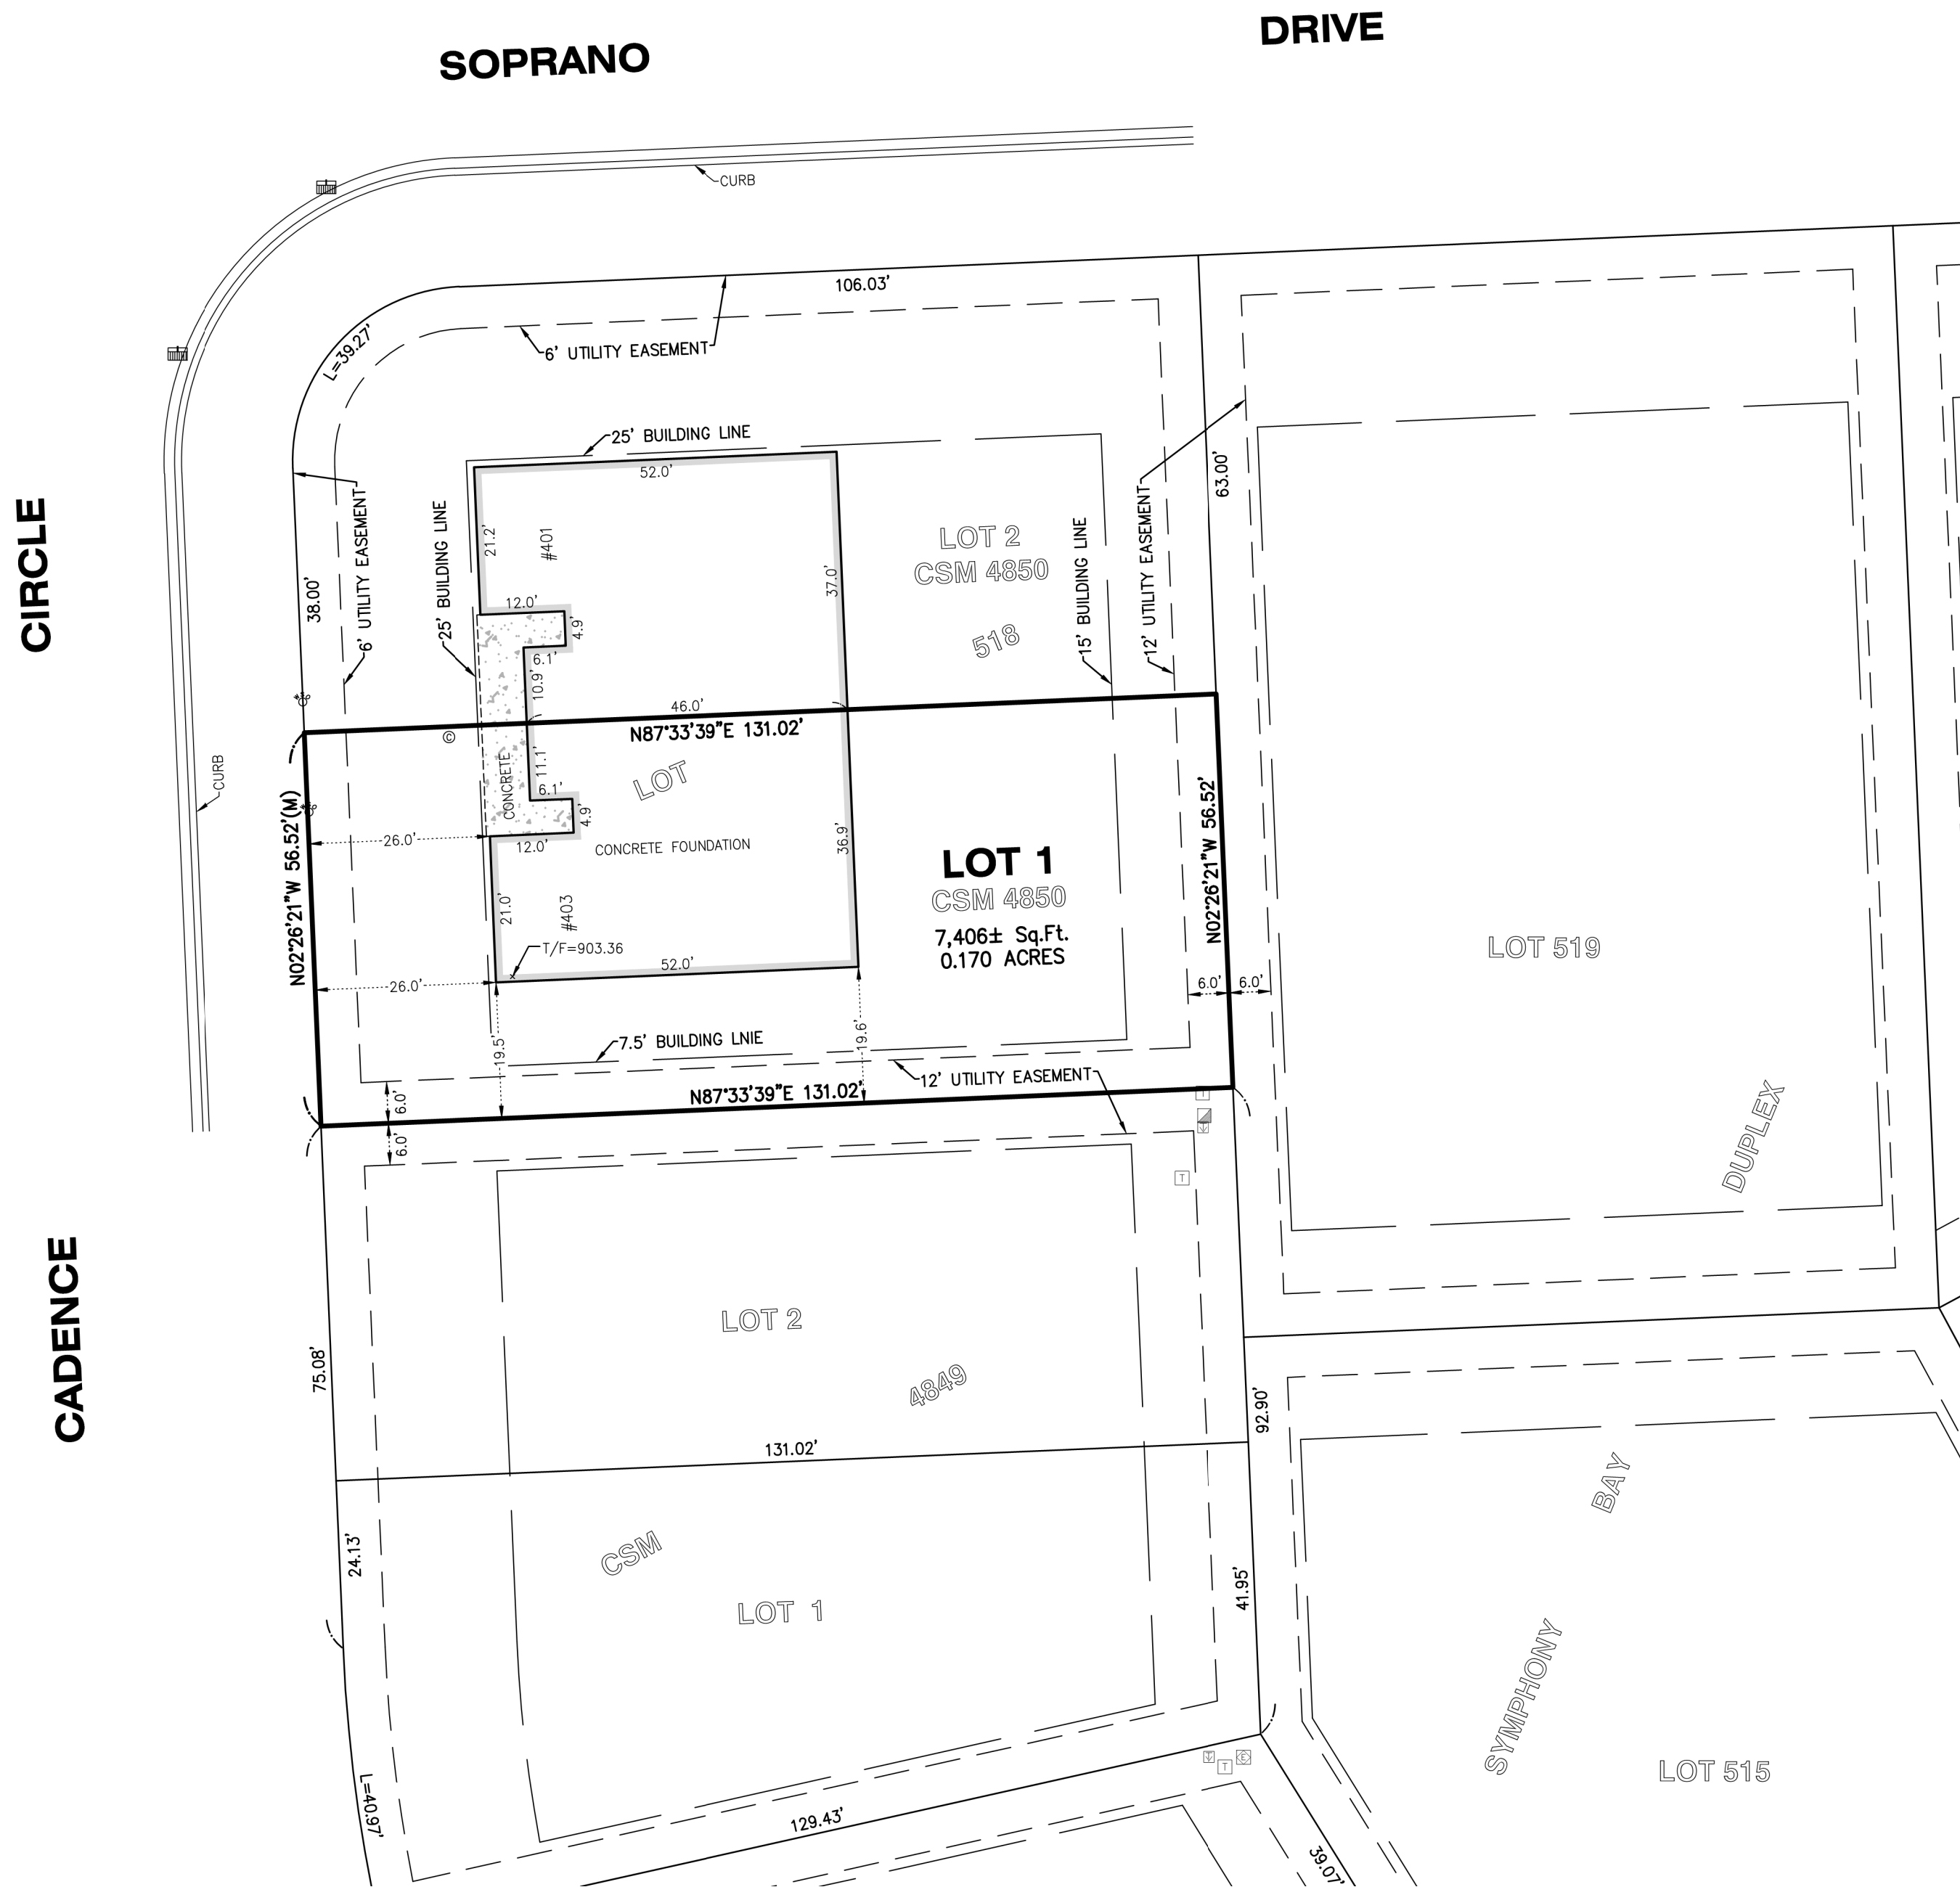 SOPRANO
DRIVE
CURB
106.03'
L=39.27'
6' UTILITY EASEMENT
25' BUILDING LINE
52.0'
63.00'
CIRCLE
38.00'
6' UTILITY EASEMENT
25' BUILDING LINE
21.2'
#401
37.0'
LOT 2
CSM 4850
518
15' BUILDING LINE
12' UTILITY EASEMENT
12.0'
4.9'
6.1'
10.9'
46.0'
N87°33'39"E 131.02'
CURB
N02°26'21"W 56.52'(M)
CONCRETE
11.1'
LOT
6.1'
4.9'
26.0'
12.0'
CONCRETE FOUNDATION
36.9'
LOT 1
CSM 4850
7,406± Sq.Ft.
0.170 ACRES
N02°26'21"W 56.52'
LOT 519
21.0'
#403
T/F=903.36
52.0'
26.0'
6.0'
6.0'
19.5'
7.5' BUILDING LNIE
19.6'
12' UTILITY EASEMENT
N87°33'39"E 131.02'
6.0'
6.0'
T
T
DUPLEX
CADENCE
LOT 2
75.08'
4849
92.90'
131.02'
BAY
24.13'
CSM
LOT 1
41.95'
SYMPHONY
LOT 515
T
E
L=40.97'
129.43'
39.07'